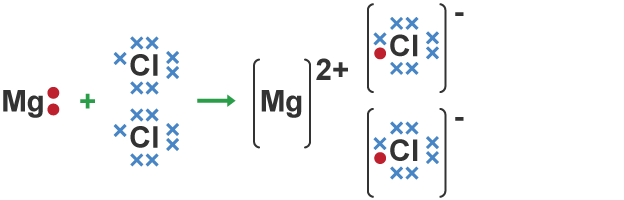 Mg + Cl Cl → [Mg] 2+ [Cl] -
[Cl] -